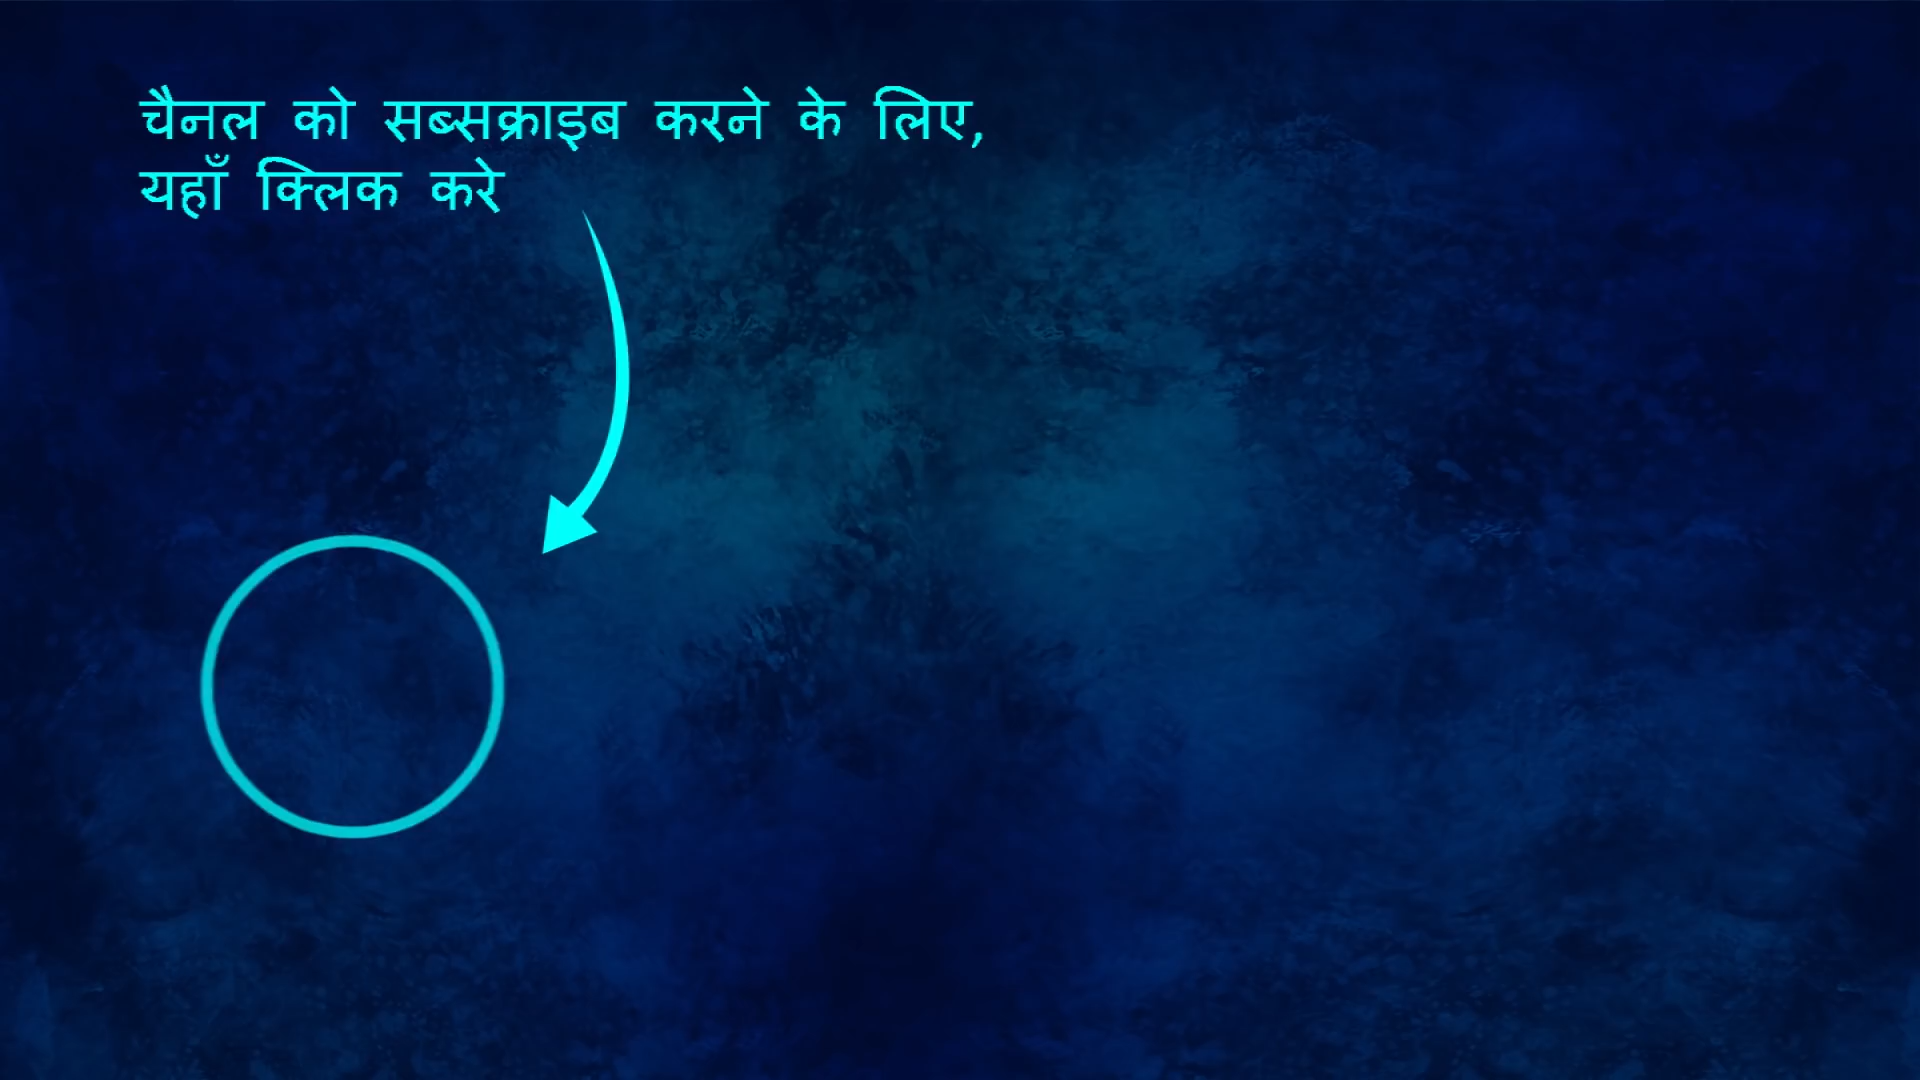 चैनल को सब्सक्राइब करने के लिए,
यहाँ क्लिक करे